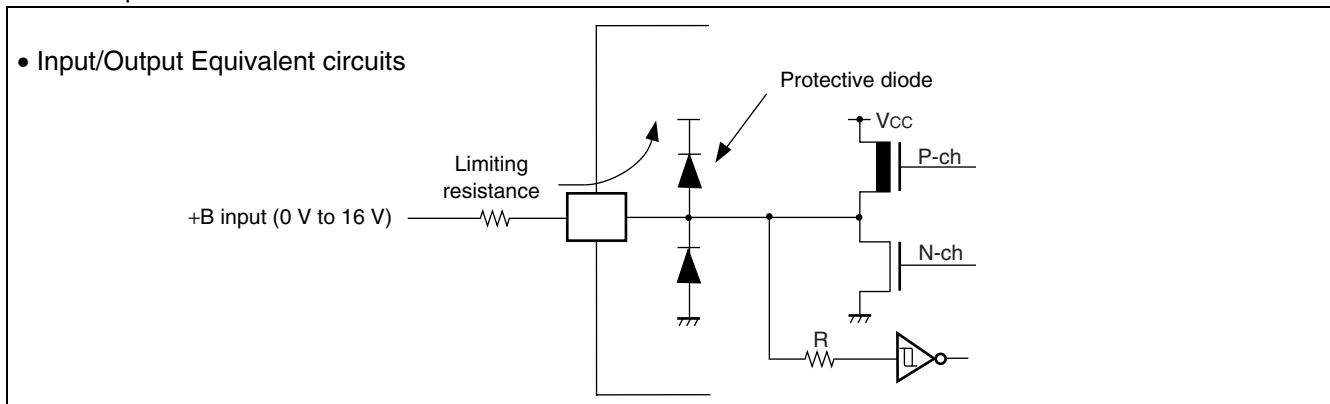 • Input/Output Equivalent circuits
Protective diode
VCC
P-ch
Limiting
resistance
+B input (0 V to 16 V)
N-ch
R